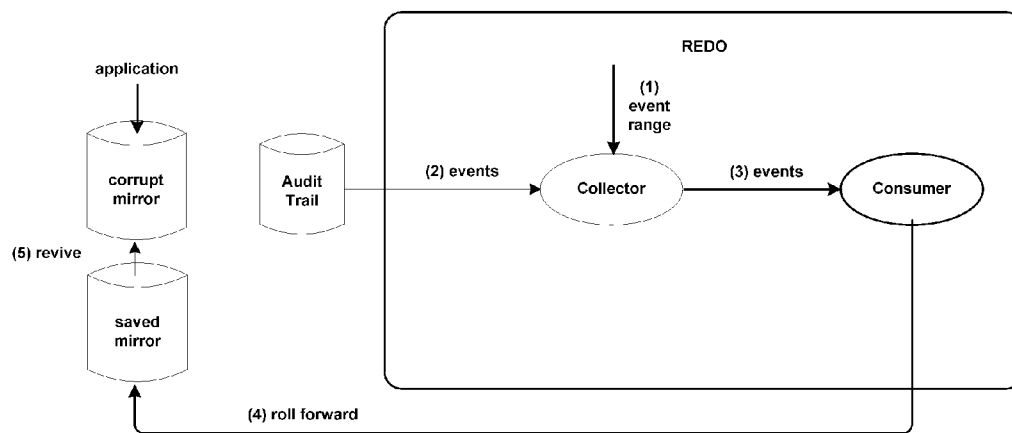 REDO
application
(1)
event
range
corrupt
mirror
Audit
Trail
(2) events
Collector
(3) events
Consumer
(5) revive
saved
mirror
(4) roll forward